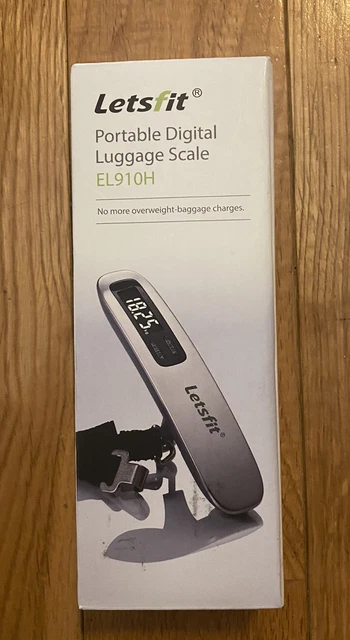 Letsfit®
Portable Digital
Luggage Scale
EL910H
No more overweight-baggage charges.
18.25
Letsfit®